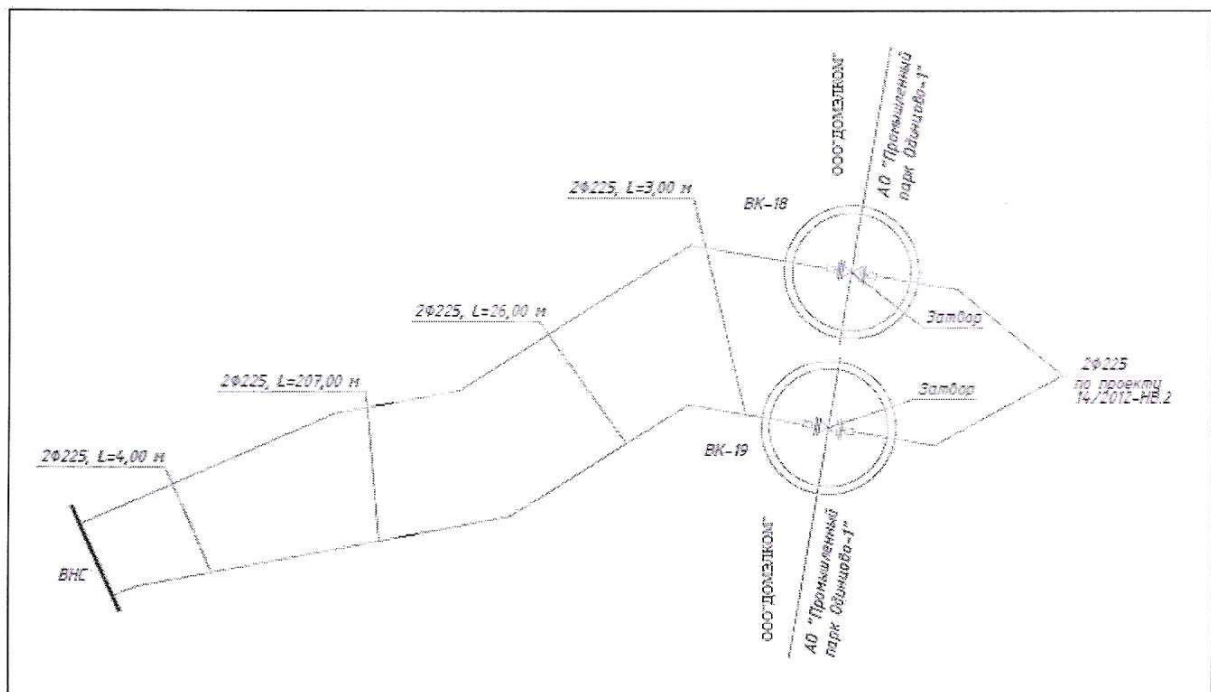 ООО"ДОМЭЛКОМ"
АО "Промышленный
парк Одинцово-1"
2Ф225, L=3,00 м
ВК-18
2Ф225, L=26,00 м
Затвор
2Ф225, L=207,00 м
2Ф225
по проекту
14/2012-НВ.2
Затвор
2Ф225, L=4,00 м
ВК-19
ВНС
ООО"ДОМЭЛКОМ"
АО "Промышленный
парк Одинцово-1"